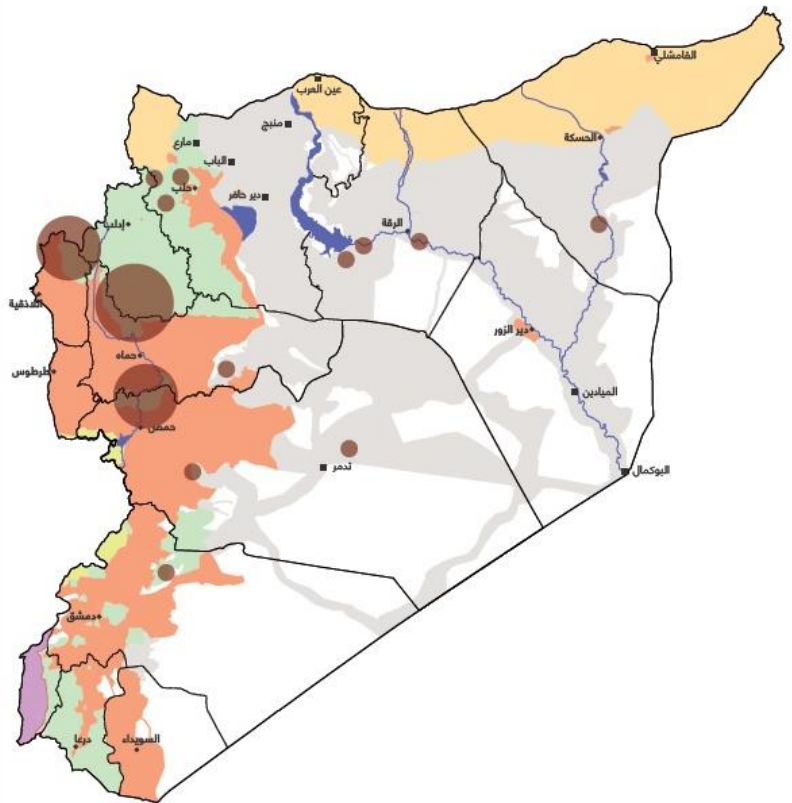 القامشلي
عين العرب
منبج
الحسكة
مارع
الباب
حلب
دير حافر
إدلب
الرقة
اللاذقية
دير الزور
حماه
طرطوس
الميادين
حمص
تدمر
البوكمال
دمشق
درعا
السويداء